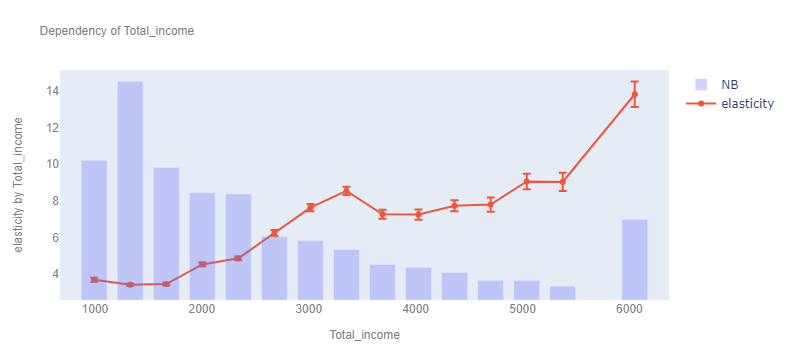 Dependency of Total_income
NB
elasticity
elasticity by Total_income
14
12
10
8
6
4
1000 2000 3000 4000 5000 6000
Total_income